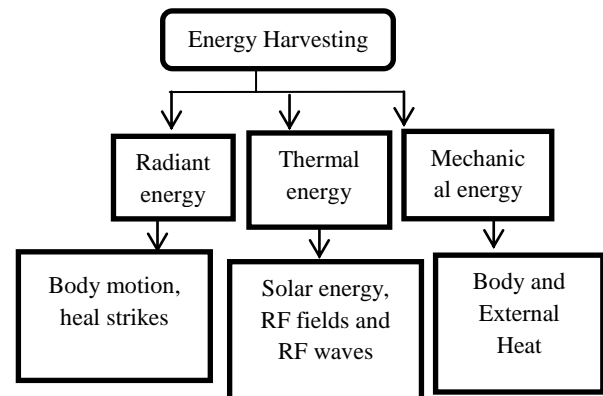 Energy Harvesting
Radiant
energy
Thermal
energy
Mechanic
al energy
Body motion,
heal strikes
Solar energy,
RF fields and
RF waves
Body and
External
Heat